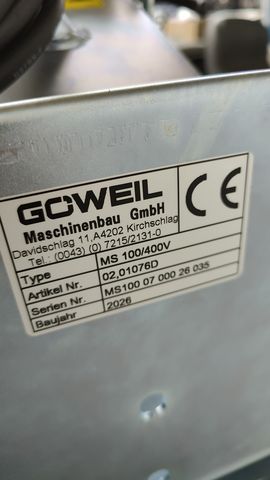 GÖWEIL
Maschinenbau GmbH
Davidschlag 11,A4202 Kirchschlag
Tel.: (0043) (0) 7215/2131-0
Type MS 100/400V
Artikel Nr. 02,01076D
Serien Nr. MS100 07 000 26 035
Baujahr 2026
CE